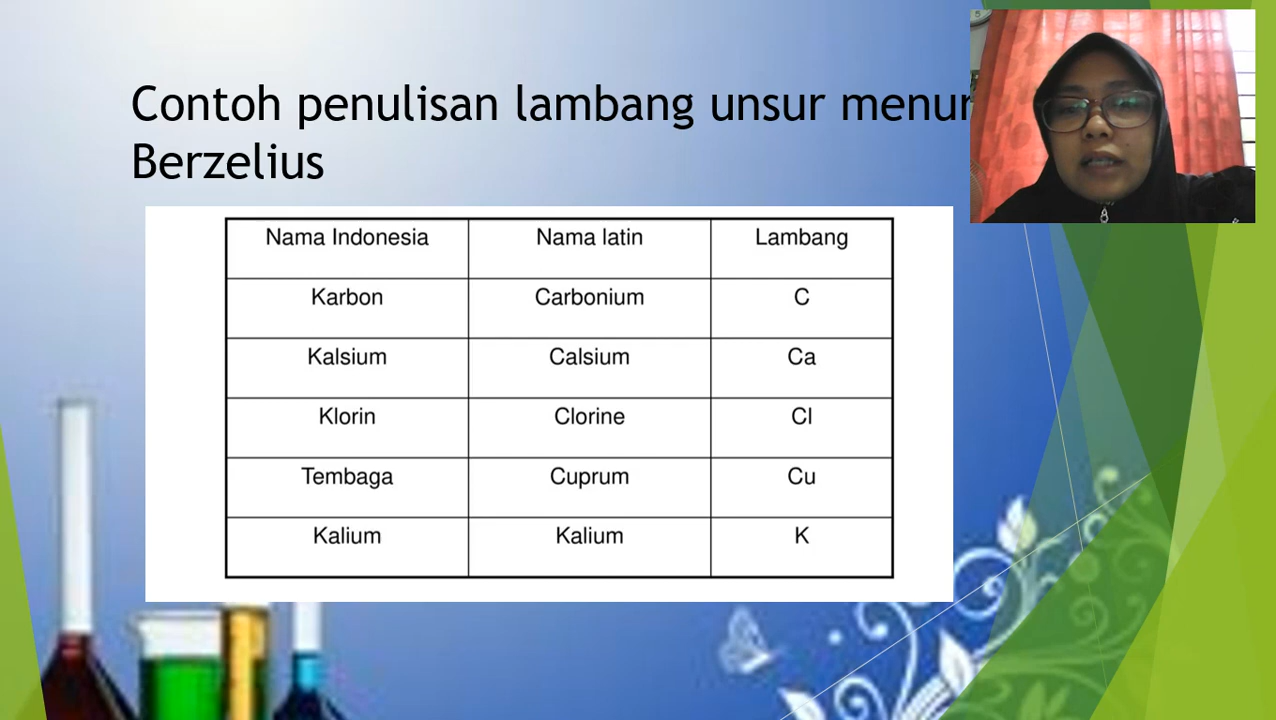 Contoh penulisan lambang unsur
Berzelius
Nama Indonesia Nama latin Lambang
Karbon Carbonium C
Kalsium Calsium Ca
Klorin Clorine Cl
Tembaga Cuprum Cu
Kalium Kalium K